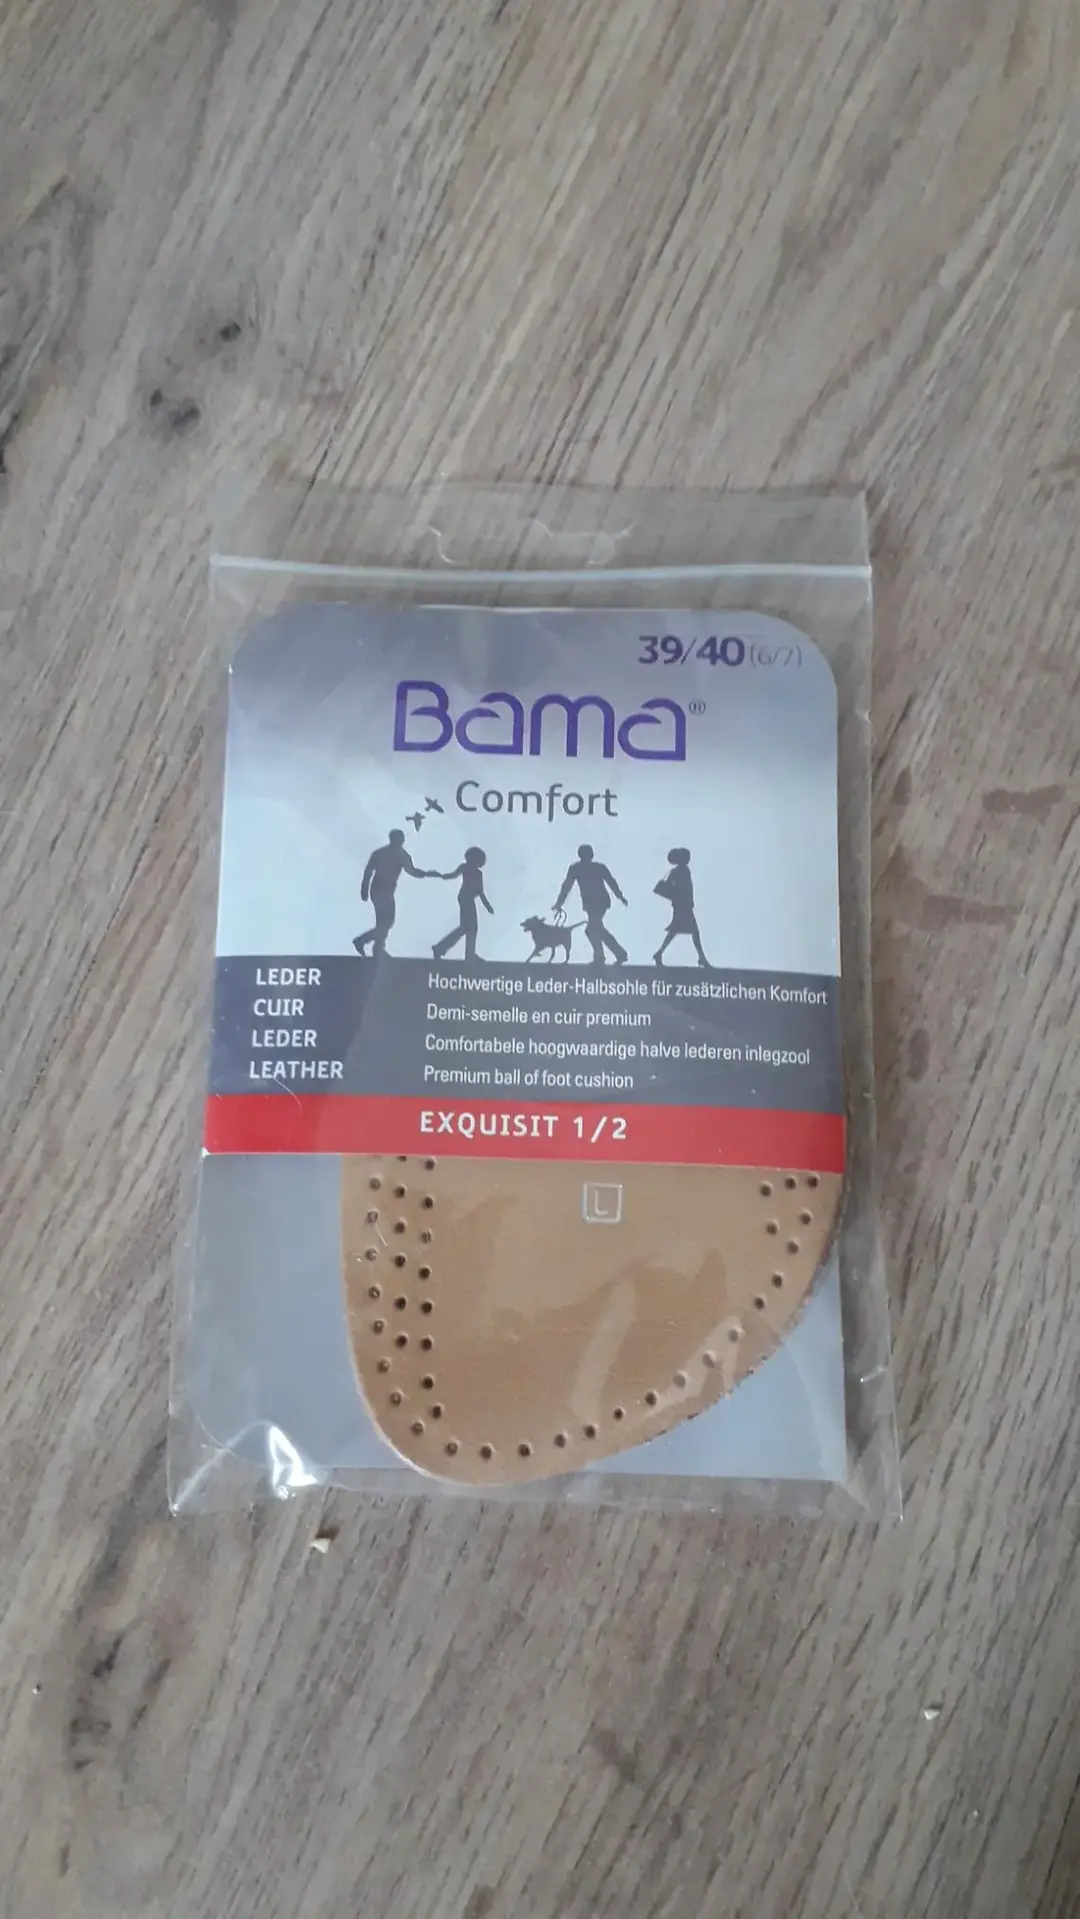 39/40 (6/7)
Bama®
Comfort
LEDER Hochwertige Leder-Halbsohle für zusätzlichen Komfort
CUIR Demi-semelle en cuir premium
LEDER Comfortabele hoogwaardige halve lederen inlegzool
LEATHER Premium ball of foot cushion
EXQUISIT 1/2
L